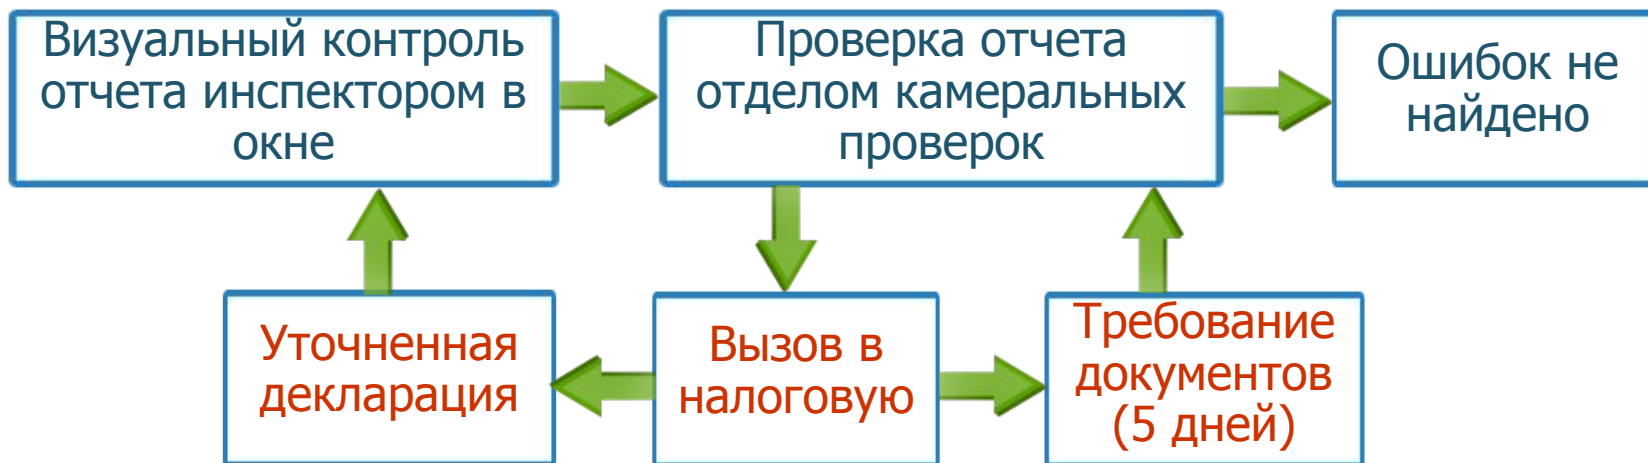 Визуальный контроль
отчета инспектором в
окне
Проверка отчета
отделом камеральных
проверок
Ошибок не
найдено
Уточненная
декларация
Вызов в
налоговую
Требование
документов
(5 дней)